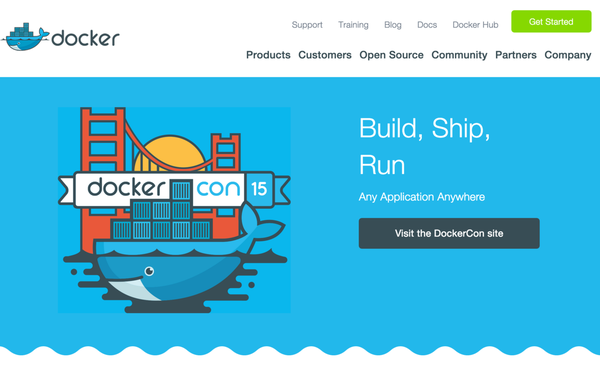 docker
Support Training Blog Docs Docker Hub Get Started
Products Customers Open Source Community Partners Company
docker con 15
Build, Ship,
Run
Any Application Anywhere
Visit the DockerCon site